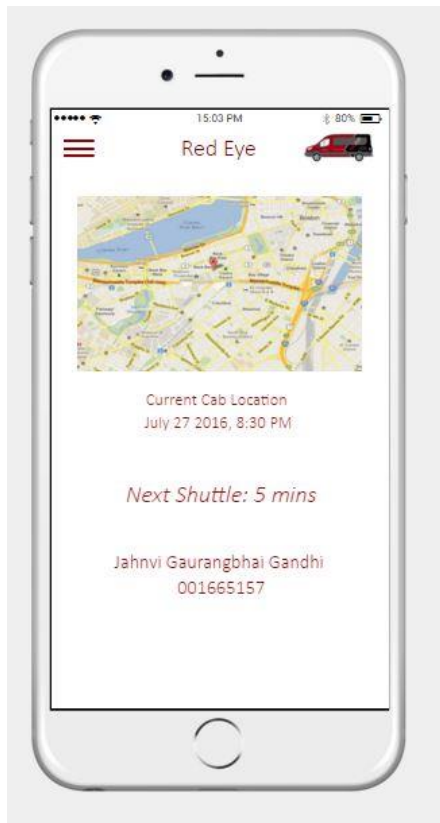 15:03 PM
80%
Red Eye
Boston
Current Cab Location
July 27 2016, 8:30 PM
Next Shuttle: 5 mins
Jahnvi Gaurangbhai Gandhi
001665157